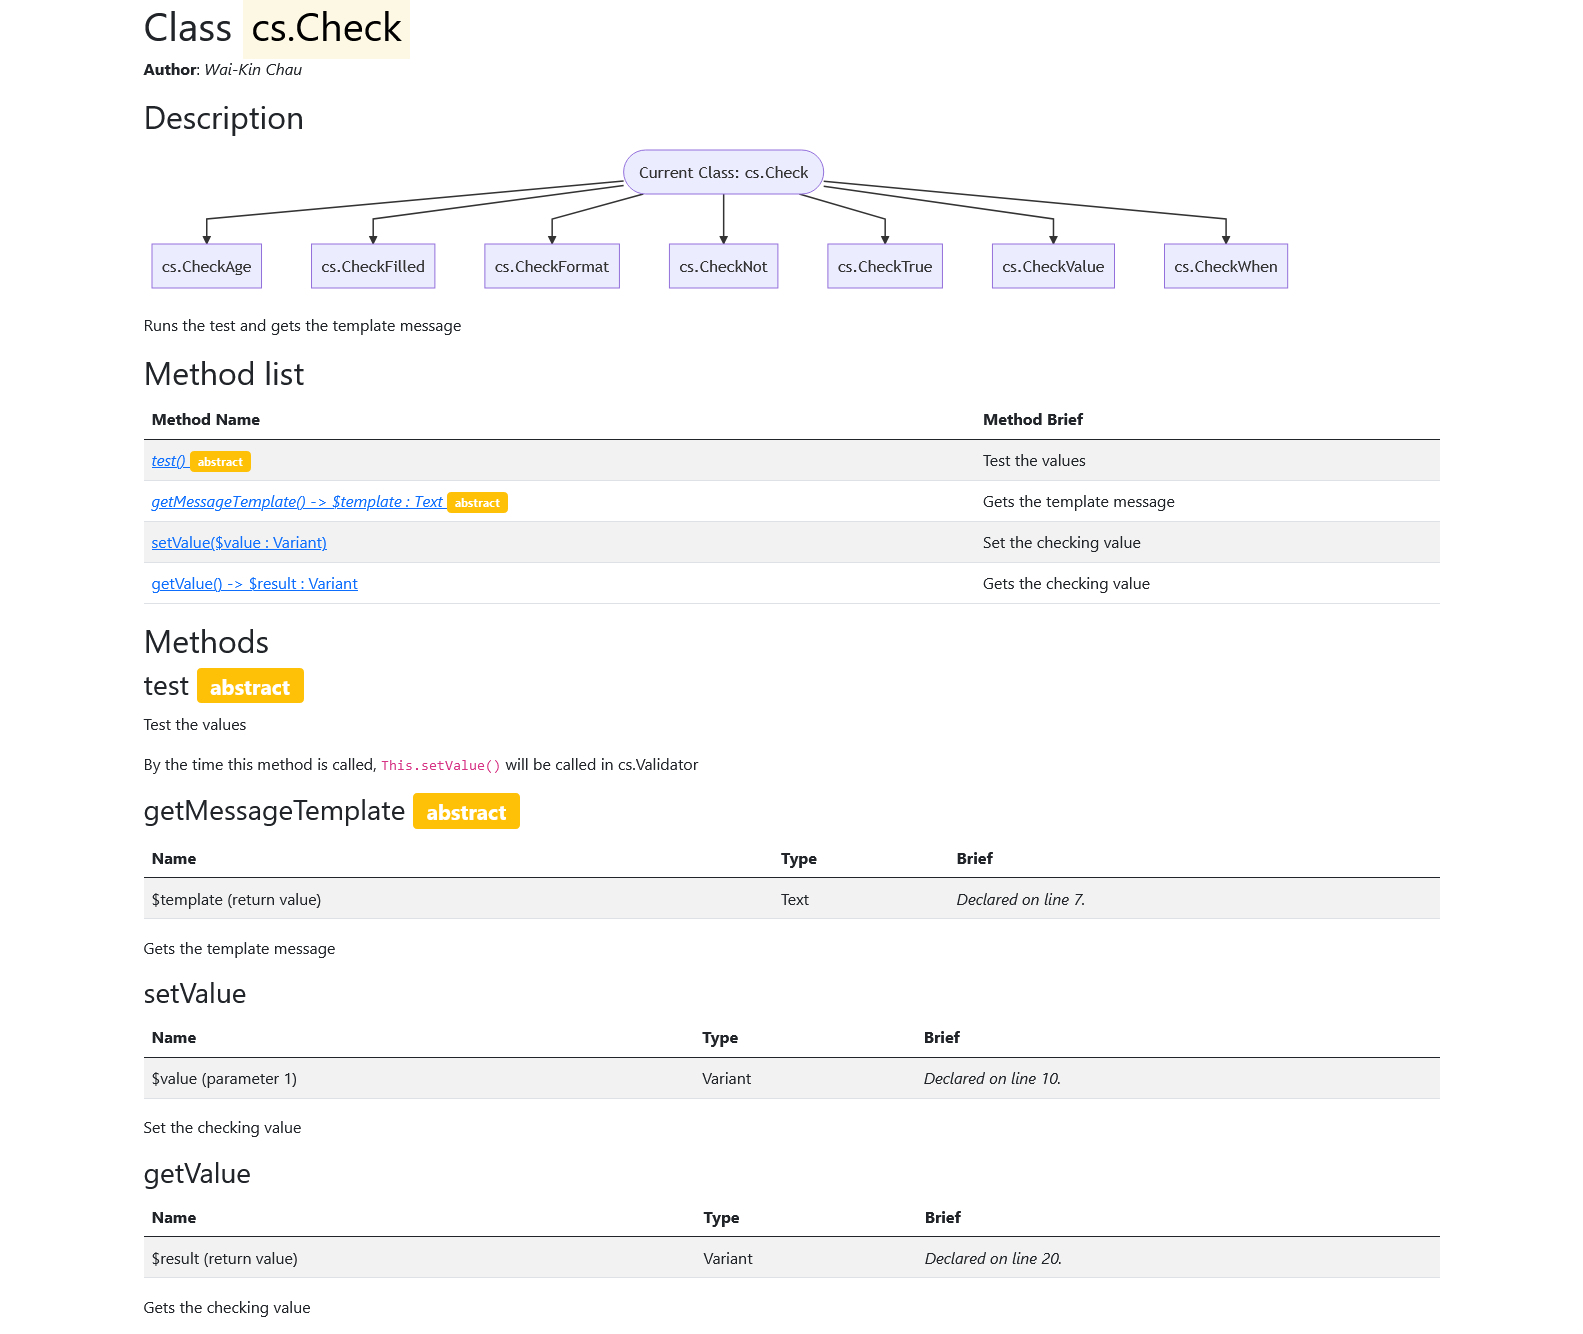 Class cs.Check
Author: Wai-Kin Chau
Description
Current Class: cs.Check
cs.CheckAge cs.CheckFilled cs.CheckFormat cs.CheckNot cs.CheckTrue cs.CheckValue cs.CheckWhen
Runs the test and gets the template message
Method list
Method Name Method Brief
test() abstract Test the values
getMessageTemplate() -> $template : Text abstract Gets the template message
setValue($value : Variant) Set the checking value
getValue() -> $result : Variant Gets the checking value
Methods
test abstract
Test the values
By the time this method is called, This.setValue() will be called in cs.Validator
getMessageTemplate abstract
Name Type Brief
$template (return value) Text Declared on line 7.
Gets the template message
setValue
Name Type Brief
$value (parameter 1) Variant Declared on line 10.
Set the checking value
getValue
Name Type Brief
$result (return value) Variant Declared on line 20.
Gets the checking value